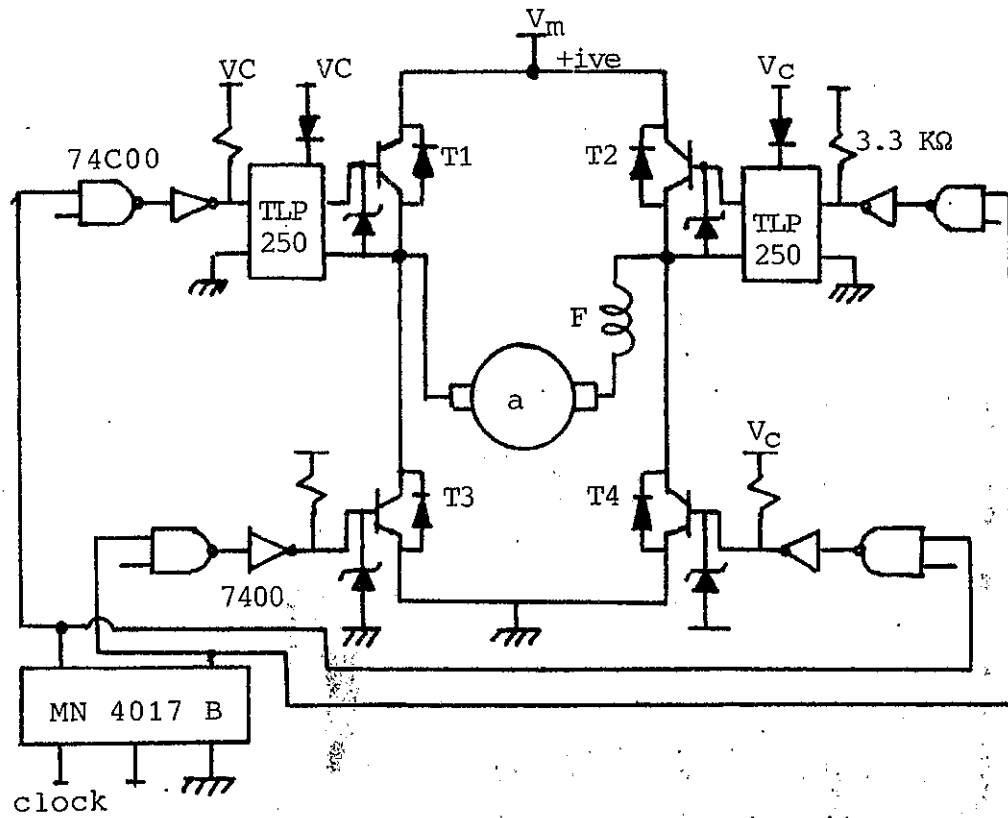 Vm
+ive
VC
VC
VC
74C00
T1
T2
3.3 KΩ
TLP
250
TLP
250
F
a
VC
T3
T4
7400
MN 4017 B
clock